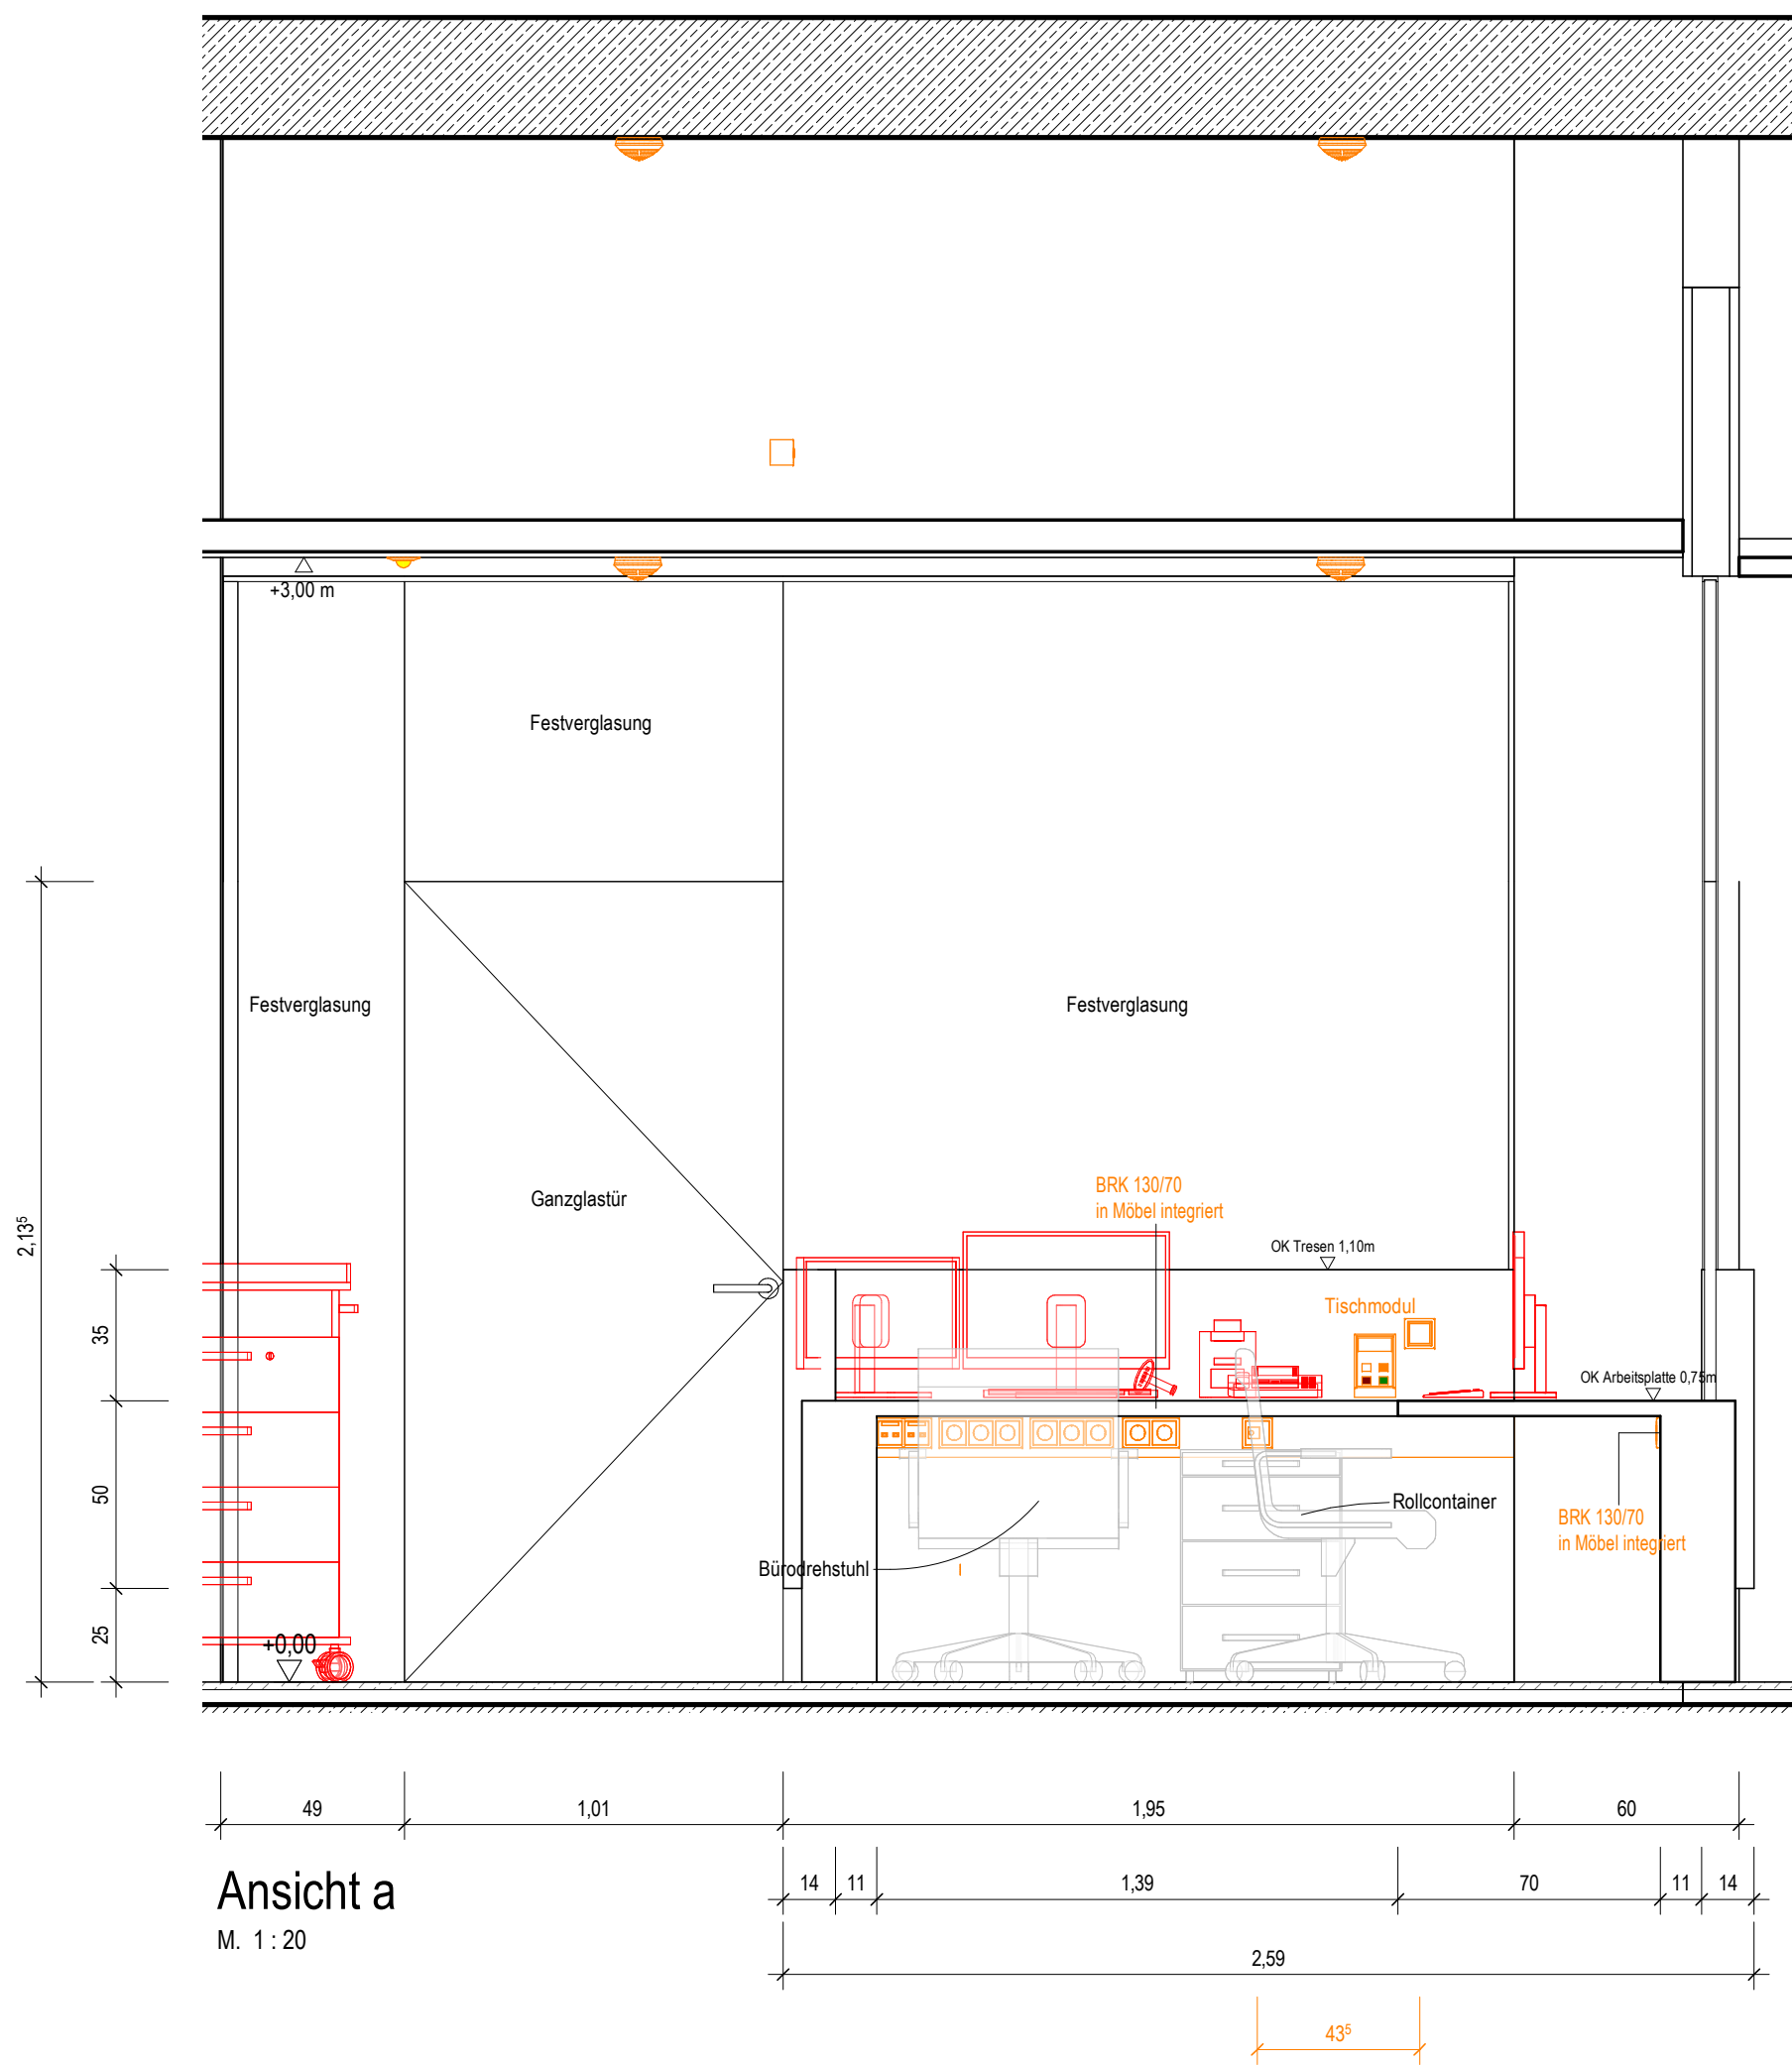 +3,00 m
Festverglasung
Festverglasung
Festverglasung
Ganzglastür
BRK 130/70
in Möbel integriert
OK Tresen 1,10m
Tischmodul
OK Arbeitsplatte 0,75m
2,13⁵
35
50
25
Rollcontainer
BRK 130/70
in Möbel integriert
Bürodrehstuhl
+0,00
49
1,01
1,95
60
14
11
1,39
70
11
14
Ansicht a
M. 1 : 20
2,59
43⁵